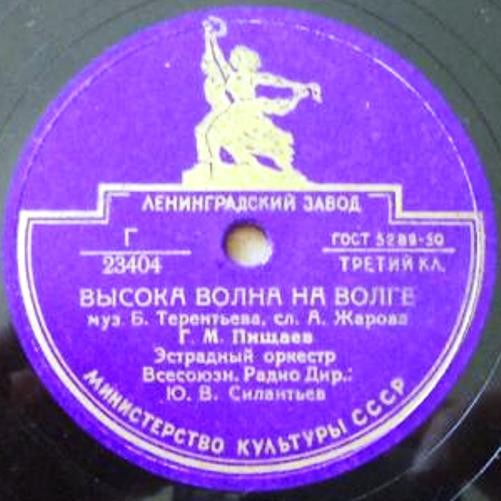 ЛЕНИНГРАДСКИЙ ЗАВОД
Г
23404
ГОСТ 5289-50
ТРЕТИЙ КЛ.
ВЫСОКА ВОЛНА НА ВОЛГЕ
муз. Б. Терентьева, сл. А. Жарова
Г. М. Пищаев
Эстрадный оркестр
Всесоюзн. Радио Дир.:
Ю. В. Силантьев
МИНИСТЕРСТВО КУЛЬТУРЫ СССР